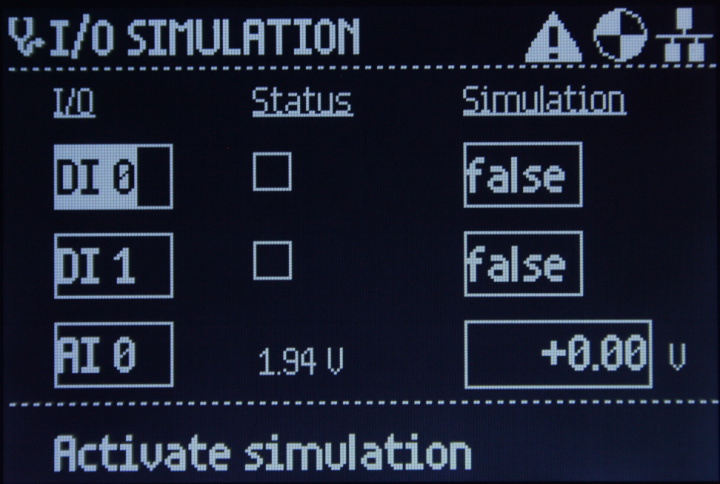 I/O SIMULATION
I/O Status Simulation
DI 0 false
DI 1 false
AI 0 1.94 V +0.00 V
Activate simulation